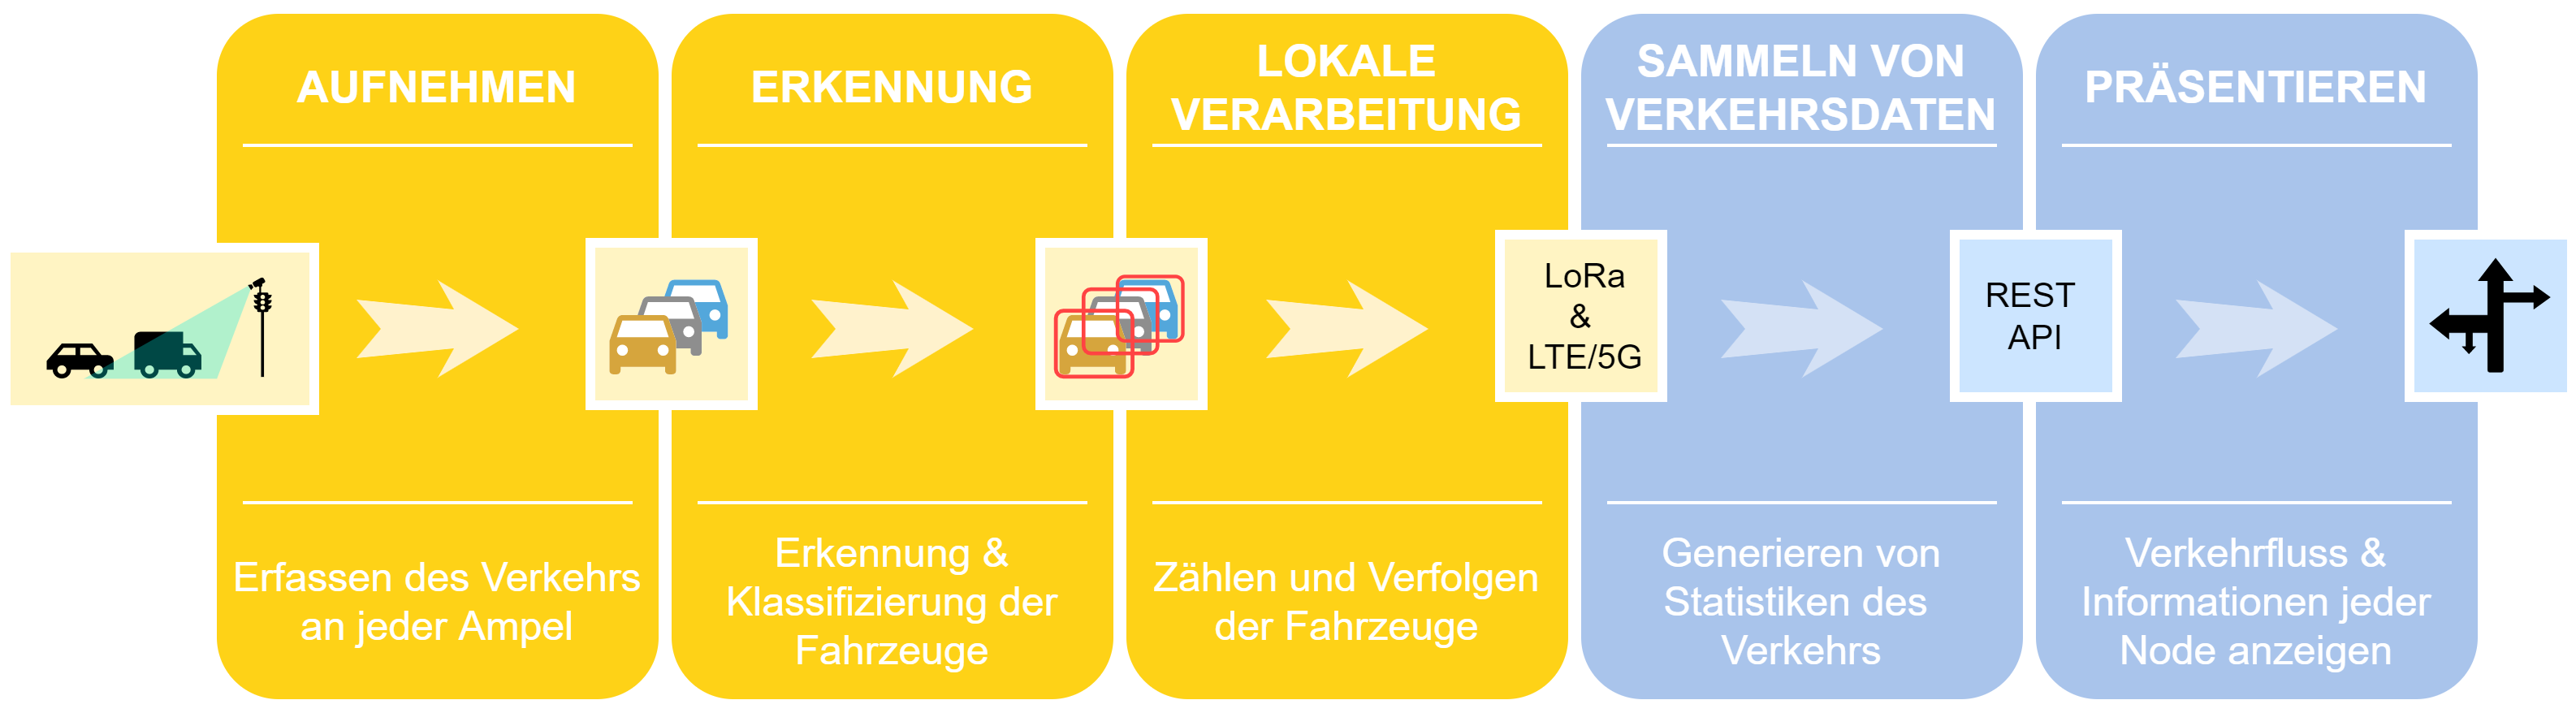 AUFNEHMEN
Erfassen des Verkehrs
an jeder Ampel
ERKENNUNG
Erkennung &
Klassifizierung der
Fahrzeuge
LOKALE
VERARBEITUNG
Zählen und Verfolgen
der Fahrzeuge
LoRa
&
LTE/5G
SAMMELN VON
VERKEHRSDATEN
Generieren von
Statistiken des
Verkehrs
REST
API
PRÄSENTIEREN
Verkehrfluss &
Informationen jeder
Node anzeigen